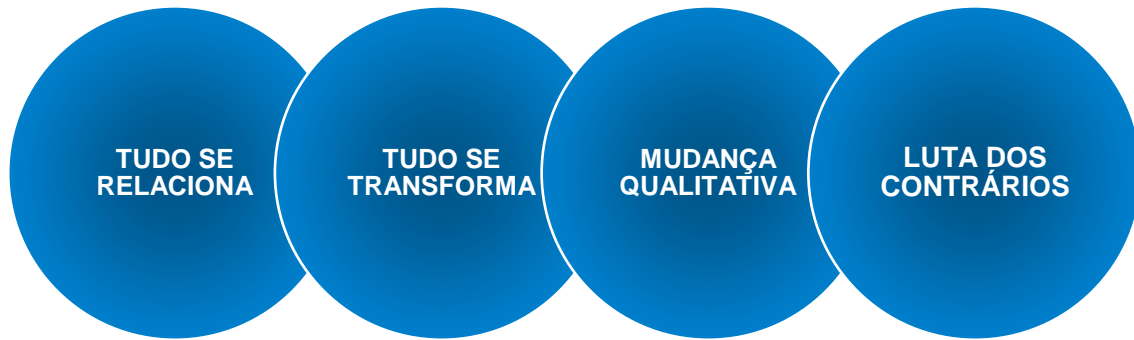 TUDO SE
RELACIONA
TUDO SE
TRANSFORMA
MUDANÇA
QUALITATIVA
LUTA DOS
CONTRÁRIOS